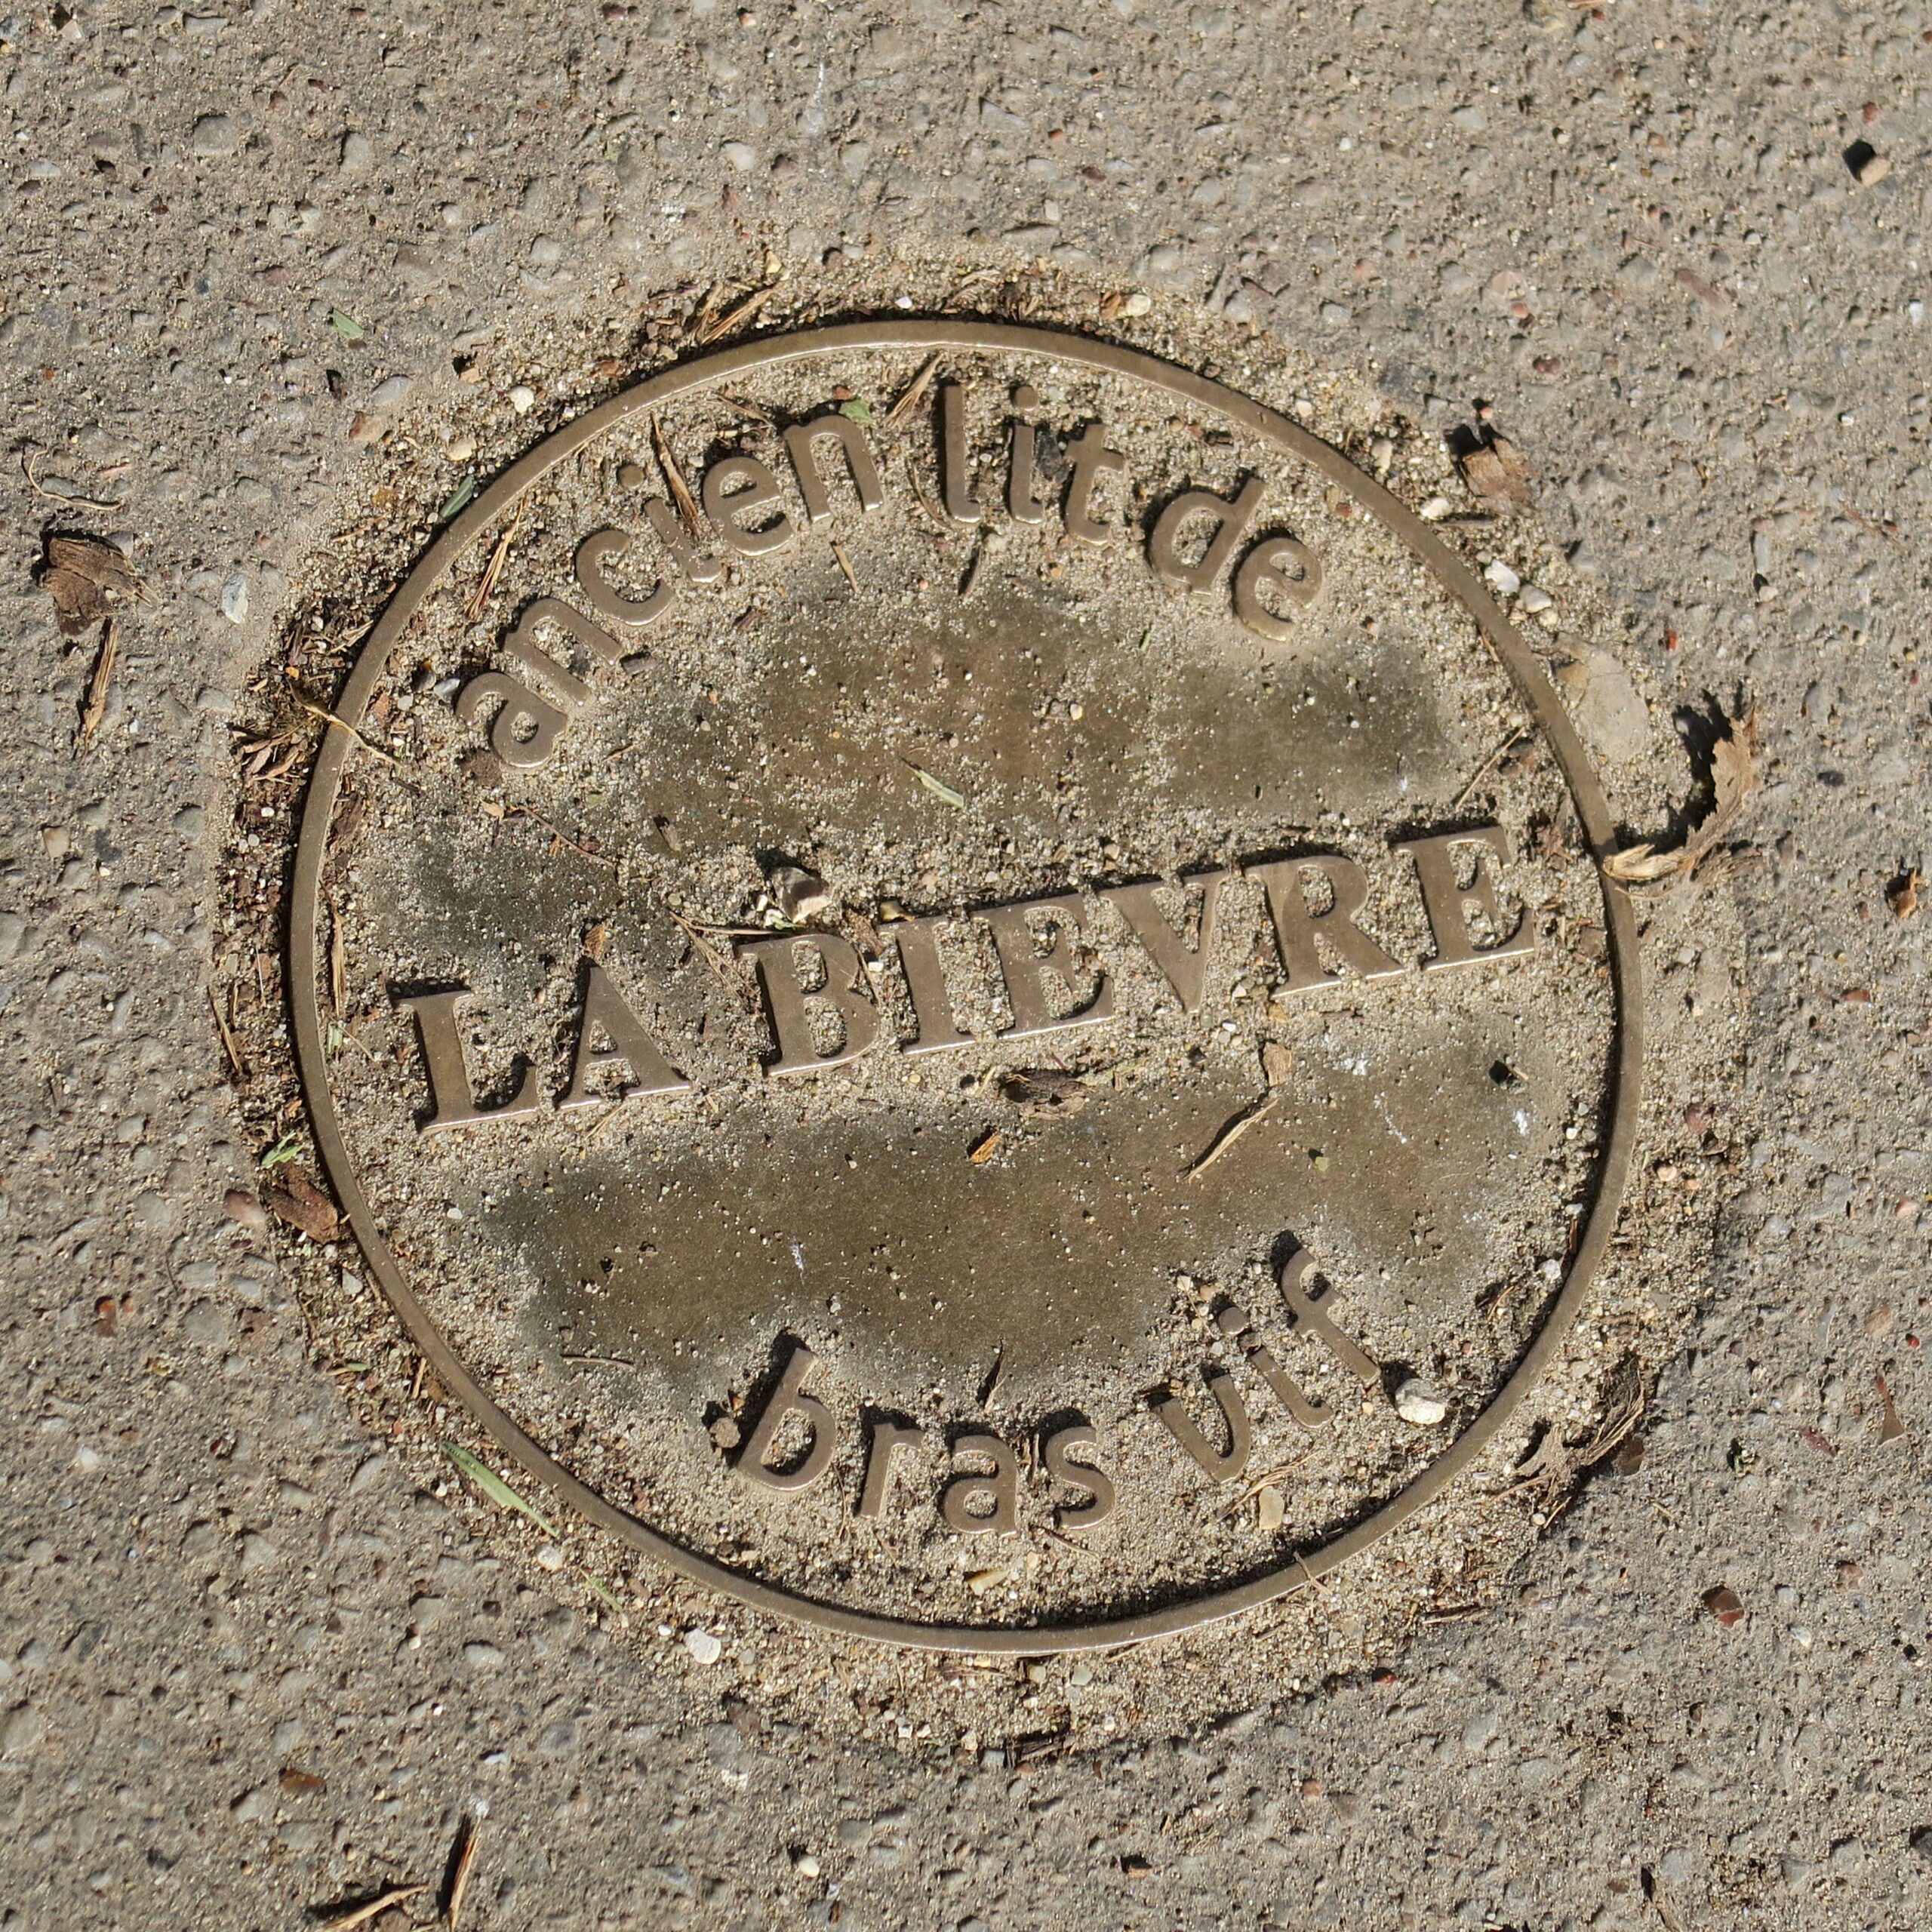 ancien lit de
LA BIEVRE
bras vif